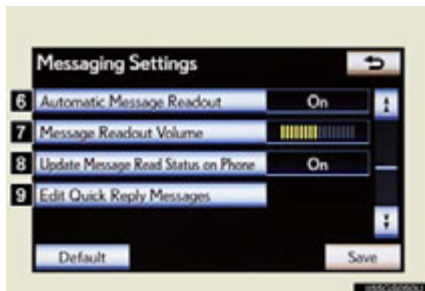 Messaging Settings
6 Automatic Message Readout On
7 Message Readout Volume
8 Update Message Read Status on Phone On
9 Edit Quick Reply Messages
Default Save